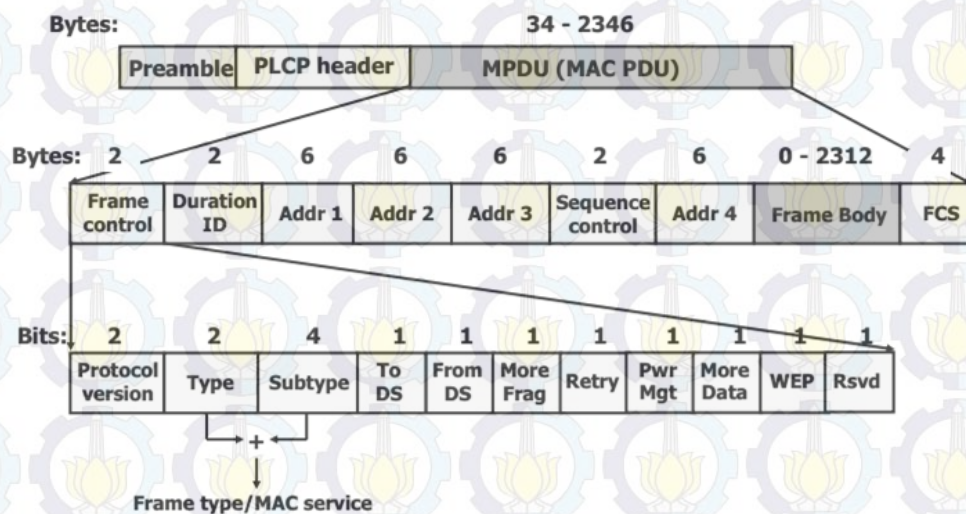 Bytes: 34 - 2346
Preamble PLCP header MPDU (MAC PDU)
Bytes: 2 2 6 6 6 2 6 0 - 2312 4
Frame control Duration ID Addr 1 Addr 2 Addr 3 Sequence control Addr 4 Frame Body FCS
Bits: 2 2 4 1 1 1 1 1 1 1 1
Protocol version Type Subtype To DS From DS More Frag Retry Pwr Mgt More Data WEP Rsvd
+
Frame type/MAC service